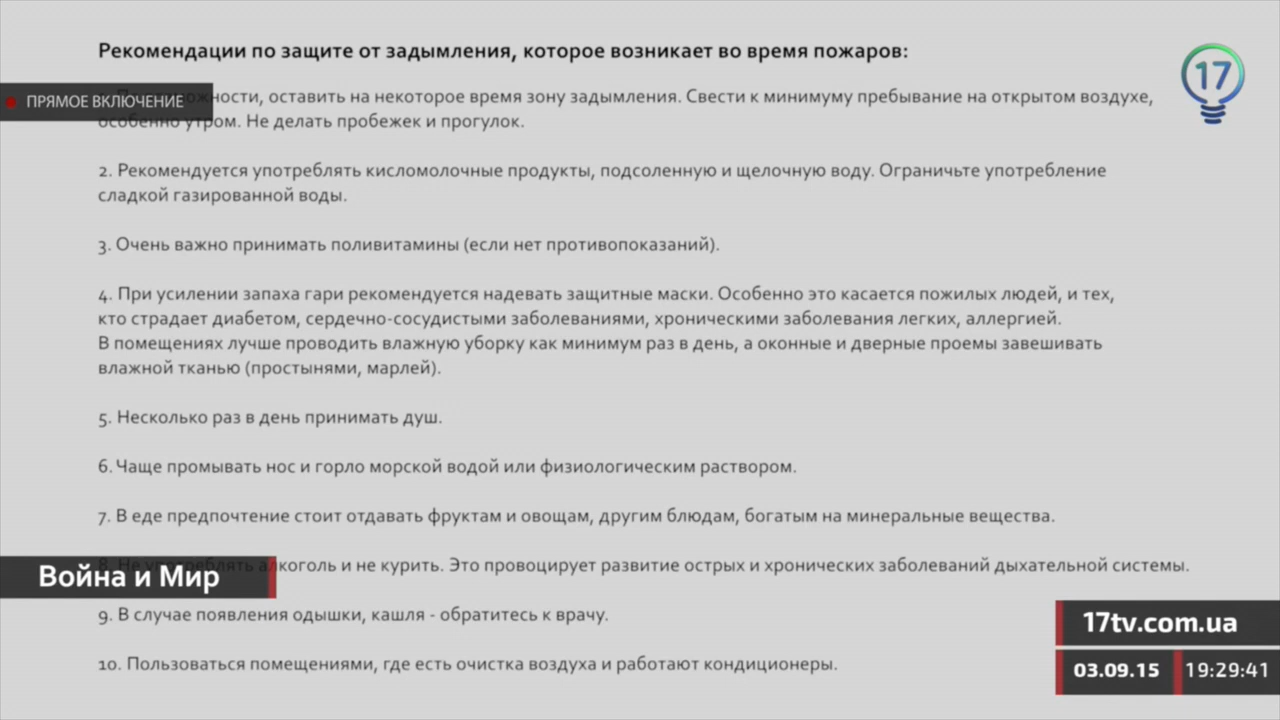 Рекомендации по защите от задымления, которое возникает во время пожаров:
17
ПРЯМОЕ ВКЛЮЧЕНИЕ
оставить на некоторое время зону задымления. Свести к минимуму пребывание на открытом воздухе,
особенно утром. Не делать пробежек и прогулок.
2. Рекомендуется употреблять кисломолочные продукты, подсоленную и щелочную воду. Ограничьте употребление
сладкой газированной воды.
3. Очень важно принимать поливитамины (если нет противопоказаний).
4. При усилении запаха гари рекомендуется надевать защитные маски. Особенно это касается пожилых людей, и тех,
кто страдает диабетом, сердечно-сосудистыми заболеваниями, хроническими заболевания легких, аллергией.
В помещениях лучше проводить влажную уборку как минимум раз в день, а оконные и дверные проемы завешивать
влажной тканью (простынями, марлей).
5. Несколько раз в день принимать душ.
6. Чаще промывать нос и горло морской водой или физиологическим раствором.
7. В еде предпочтение стоит отдавать фруктам и овощам, другим блюдам, богатым на минеральные вещества.
8. Не употреблять алкоголь и не курить. Это провоцирует развитие острых и хронических заболеваний дыхательной системы.
Война и Мир
9. В случае появления одышки, кашля - обратитесь к врачу.
17tv.com.ua
10. Пользоваться помещениями, где есть очистка воздуха и работают кондиционеры.
03.09.15 19:29:41